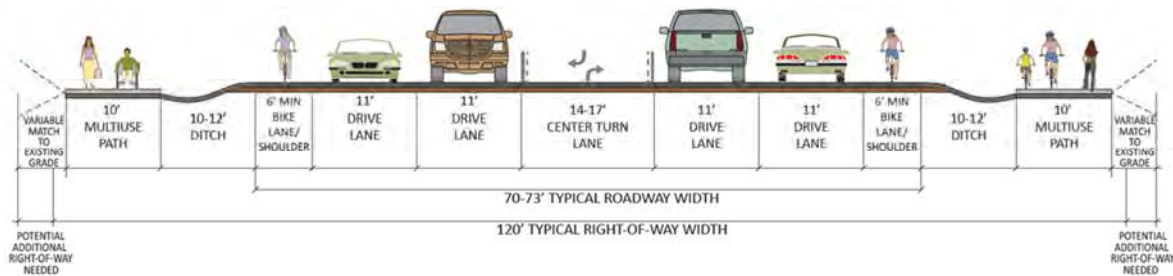 VARIABLE
MATCH TO
EXISTING
GRADE
10'
MULTIUSE
PATH
10-12'
DITCH
6' MIN
BIKE
LANE/
SHOULDER
11'
DRIVE
LANE
11'
DRIVE
LANE
14-17'
CENTER TURN
LANE
11'
DRIVE
LANE
11'
DRIVE
LANE
6' MIN
BIKE
LANE/
SHOULDER
10-12'
DITCH
10'
MULTIUSE
PATH
VARIABLE
MATCH TO
EXISTING
GRADE
70-73' TYPICAL ROADWAY WIDTH
120' TYPICAL RIGHT-OF-WAY WIDTH
POTENTIAL
ADDITIONAL
RIGHT-OF-WAY
NEEDED
POTENTIAL
ADDITIONAL
RIGHT-OF-WAY
NEEDED